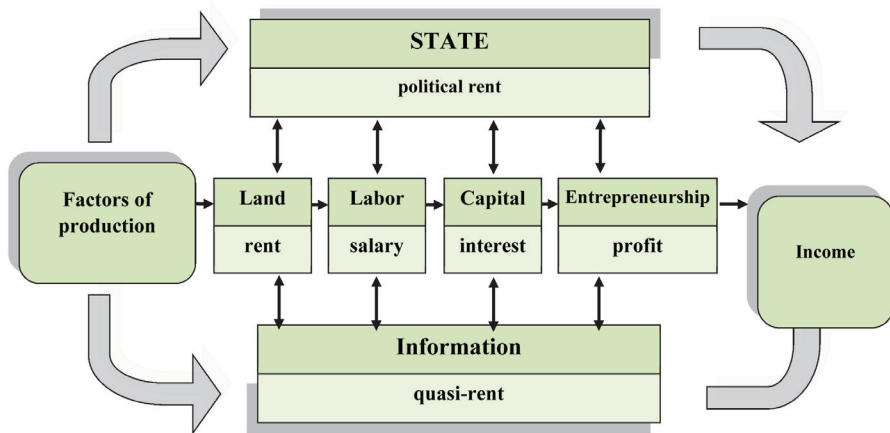 STATE
political rent
Factors of
production
Land
rent
Labor
salary
Capital
interest
Entrepreneurship
profit
Income
Information
quasi-rent